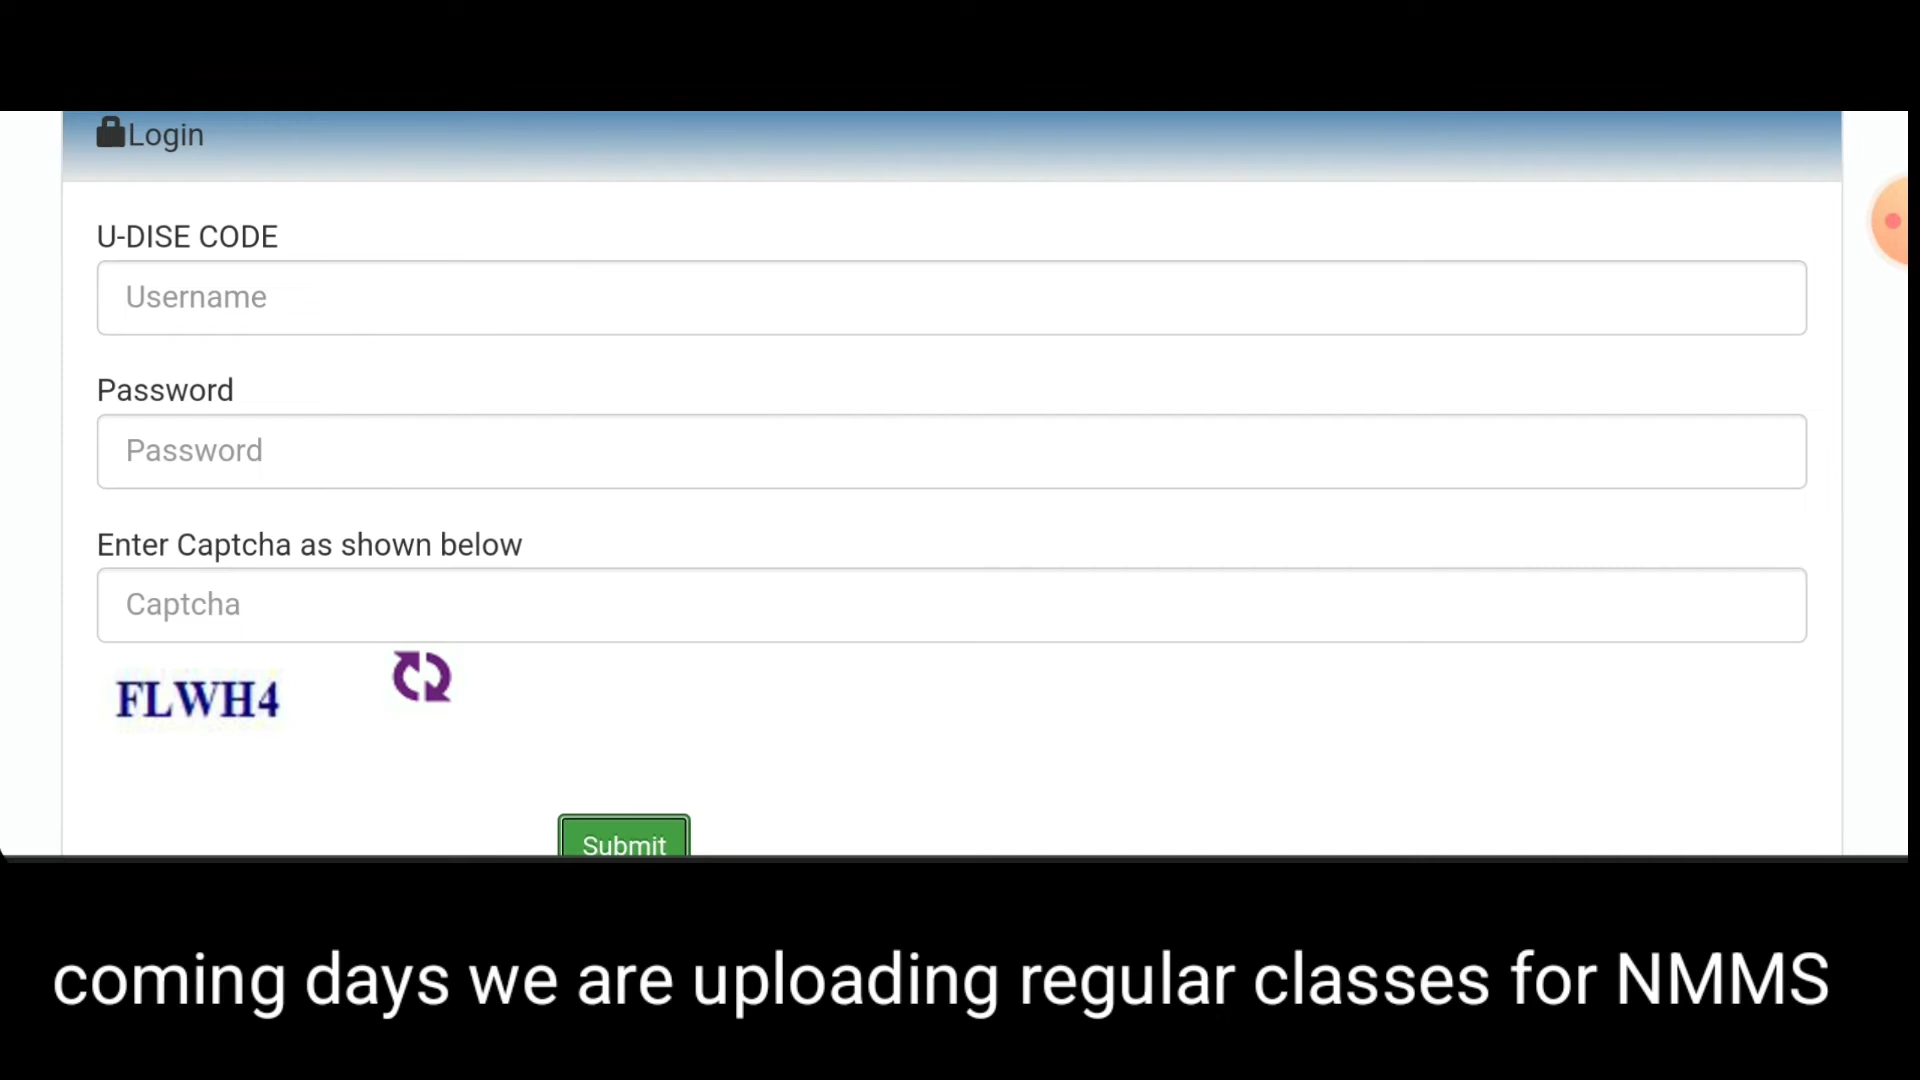 Login
U-DISE CODE
Username
Password
Password
Enter Captcha as shown below
Captcha
FLWH4
Submit
coming days we are uploading regular classes for NMMS